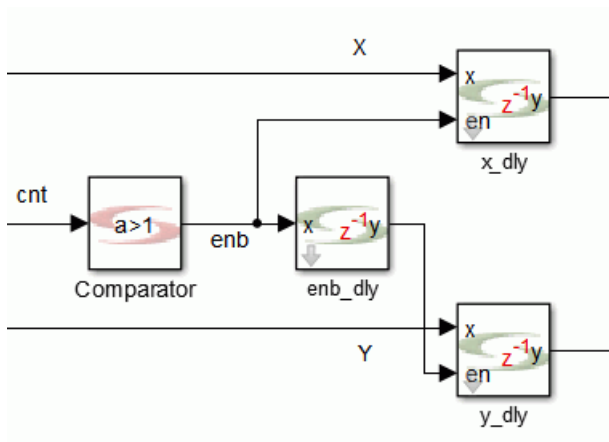 X
x
z⁻¹ y
en
x_dly
cnt
a>1
enb
Comparator
x z⁻¹ y
enb_dly
Y
x
z⁻¹ y
en
y_dly